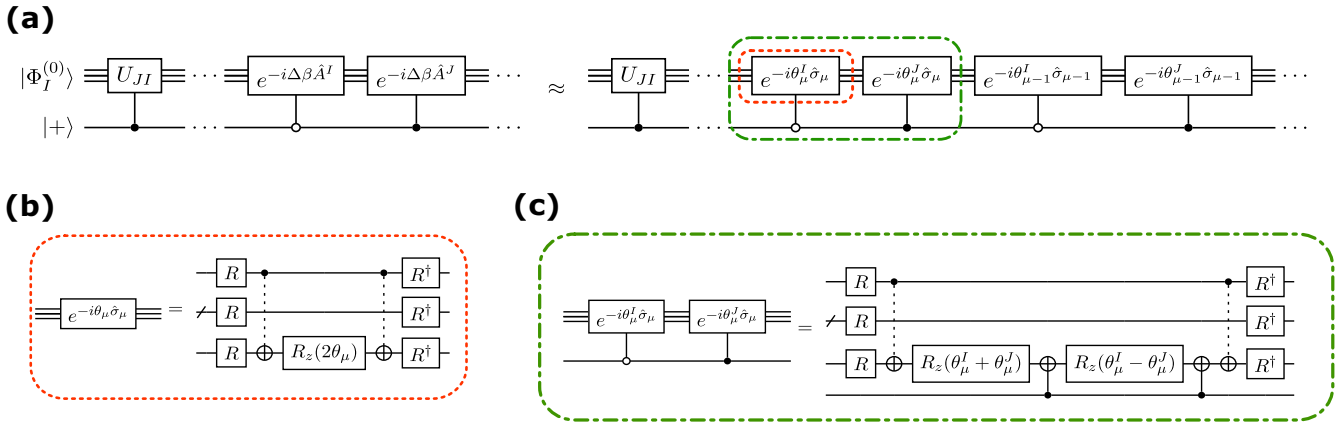 (a)
|Φ_I^{(0)}⟩ U_{JI} ⋯ e^{-iΔβÂ^I} e^{-iΔβÂ^J} ⋯ ≈ U_{JI} ⋯ e^{-iθ_μ^I σ̂_μ} e^{-iθ_μ^J σ̂_μ} e^{-iθ_{μ-1}^I σ̂_{μ-1}} e^{-iθ_{μ-1}^J σ̂_{μ-1}} ⋯
|+⟩ ⋯ ⋯ ⋯ ⋯
(b)
R R†
e^{-iθ_μ σ̂_μ} = R R†
R R_z(2θ_μ) R†
(c)
R R†
e^{-iθ_μ^I σ̂_μ} e^{-iθ_μ^J σ̂_μ} = R R†
R R_z(θ_μ^I + θ_μ^J) R_z(θ_μ^I − θ_μ^J) R†